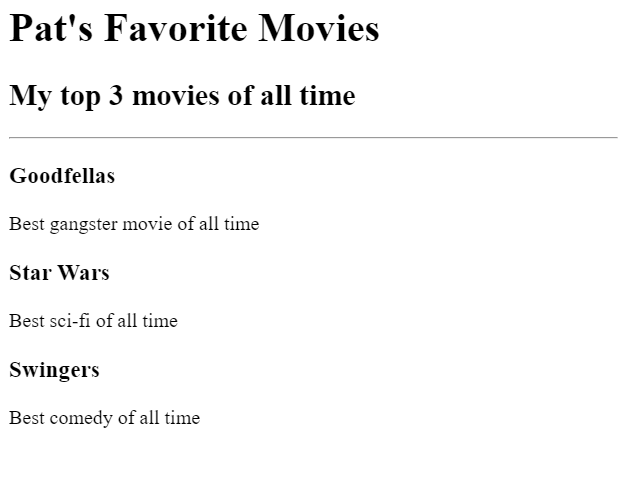 Pat's Favorite Movies
My top 3 movies of all time
Goodfellas
Best gangster movie of all time
Star Wars
Best sci-fi of all time
Swingers
Best comedy of all time